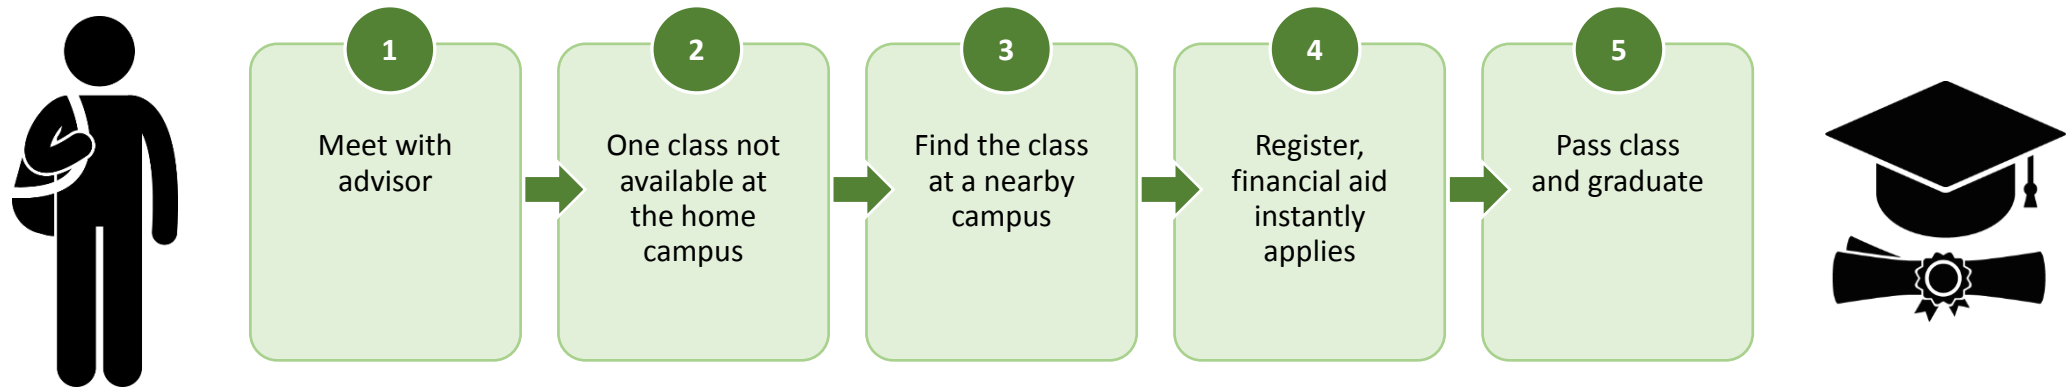 1
Meet with
advisor
2
One class not
available at
the home
campus
3
Find the class
at a nearby
campus
4
Register,
financial aid
instantly
applies
5
Pass class
and graduate